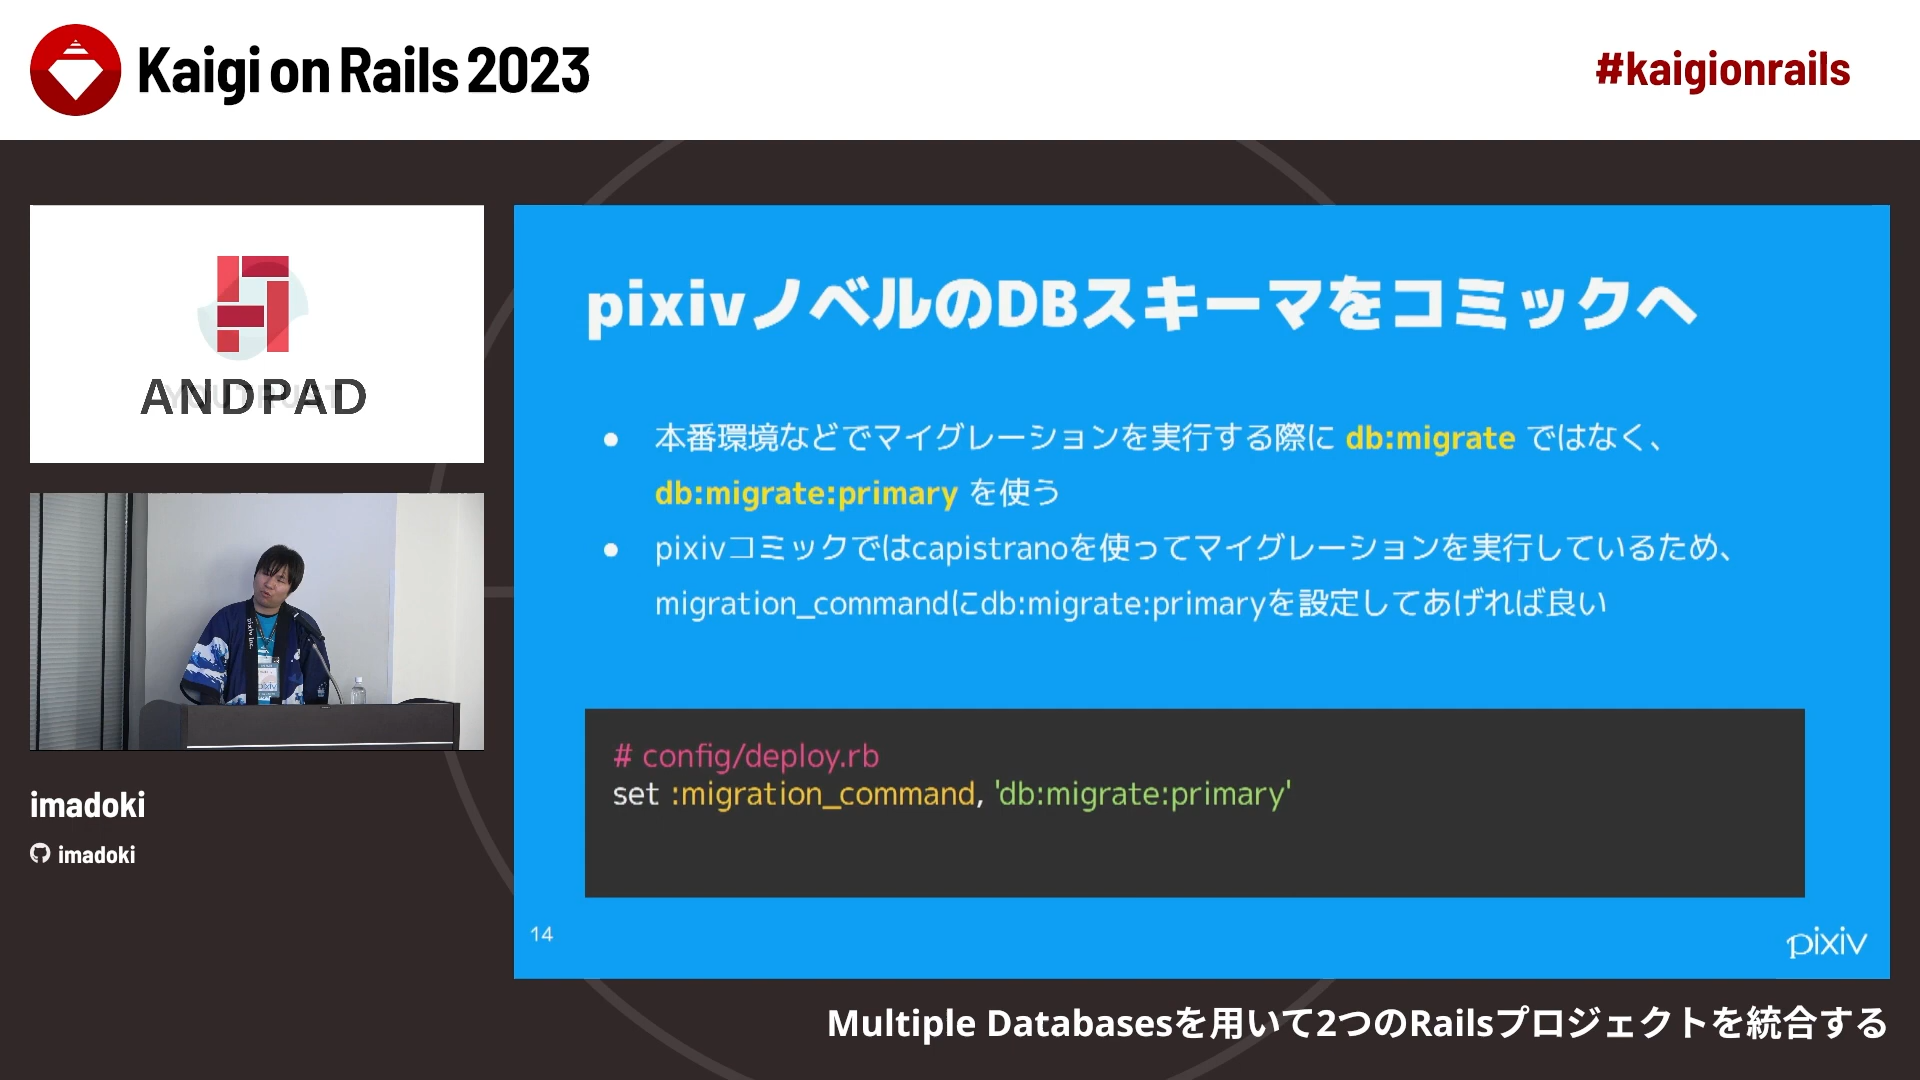 Kaigi on Rails 2023
#kaigionrails
ANDPAD
pixivノベルのDBスキーマをコミックへ
● 本番環境などでマイグレーションを実行する際に db:migrate ではなく、
db:migrate:primary を使う
● pixivコミックではcapistranoを使ってマイグレーションを実行しているため、
migration_commandにdb:migrate:primaryを設定してあげれば良い
# config/deploy.rb
set :migration_command, 'db:migrate:primary'
14
pixiv
imadoki
imadoki
Multiple Databasesを用いて2つのRailsプロジェクトを統合する